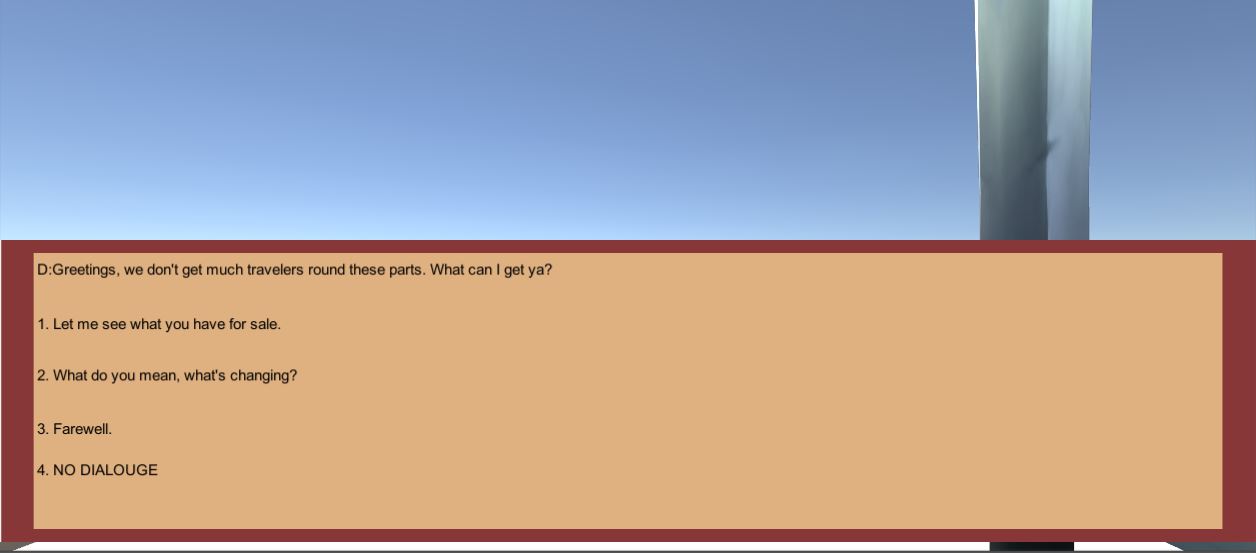 D:Greetings, we don't get much travelers round these parts. What can I get ya?
1. Let me see what you have for sale.
2. What do you mean, what's changing?
3. Farewell.
4. NO DIALOUGE